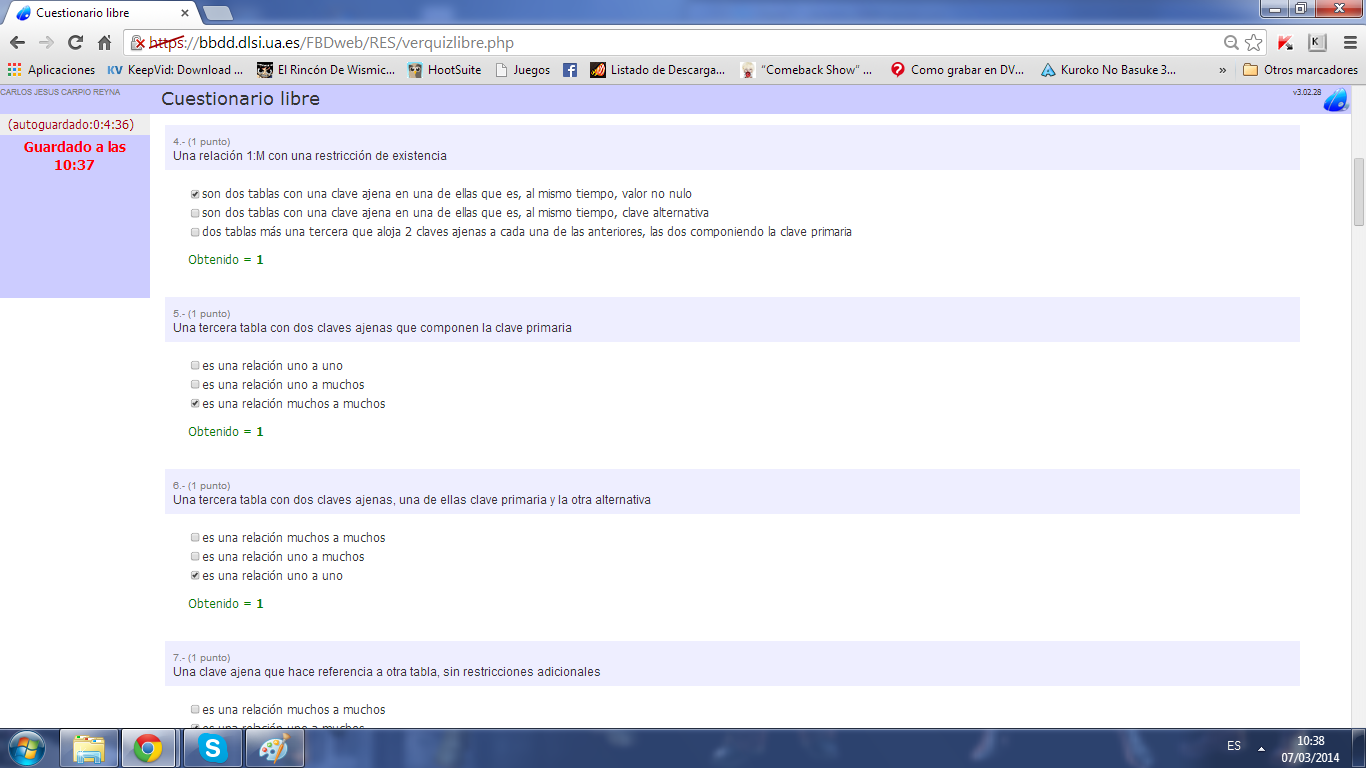 Cuestionario libre
https://bbdd.dlsi.ua.es/FBDweb/RES/verquizlibre.php
Aplicaciones KV KeepVid: Download ... El Rincón De Wismic... HootSuite Juegos Listado de Descarga... "Comeback Show" ... Como grabar en DV... Kuroko No Basuke 3... » Otros marcadores
CARLOS JESUS CARPIO REYNA
Cuestionario libre
v3.02.28
(autoguardado:0:4:36)
Guardado a las
10:37
4.- (1 punto)
Una relación 1:M con una restricción de existencia
son dos tablas con una clave ajena en una de ellas que es, al mismo tiempo, valor no nulo
son dos tablas con una clave ajena en una de ellas que es, al mismo tiempo, clave alternativa
dos tablas más una tercera que aloja 2 claves ajenas a cada una de las anteriores, las dos componiendo la clave primaria
Obtenido = 1
5.- (1 punto)
Una tercera tabla con dos claves ajenas que componen la clave primaria
es una relación uno a uno
es una relación uno a muchos
es una relación muchos a muchos
Obtenido = 1
6.- (1 punto)
Una tercera tabla con dos claves ajenas, una de ellas clave primaria y la otra alternativa
es una relación muchos a muchos
es una relación uno a muchos
es una relación uno a uno
Obtenido = 1
7.- (1 punto)
Una clave ajena que hace referencia a otra tabla, sin restricciones adicionales
es una relación muchos a muchos
es una relación uno a muchos
ES
10:38
07/03/2014